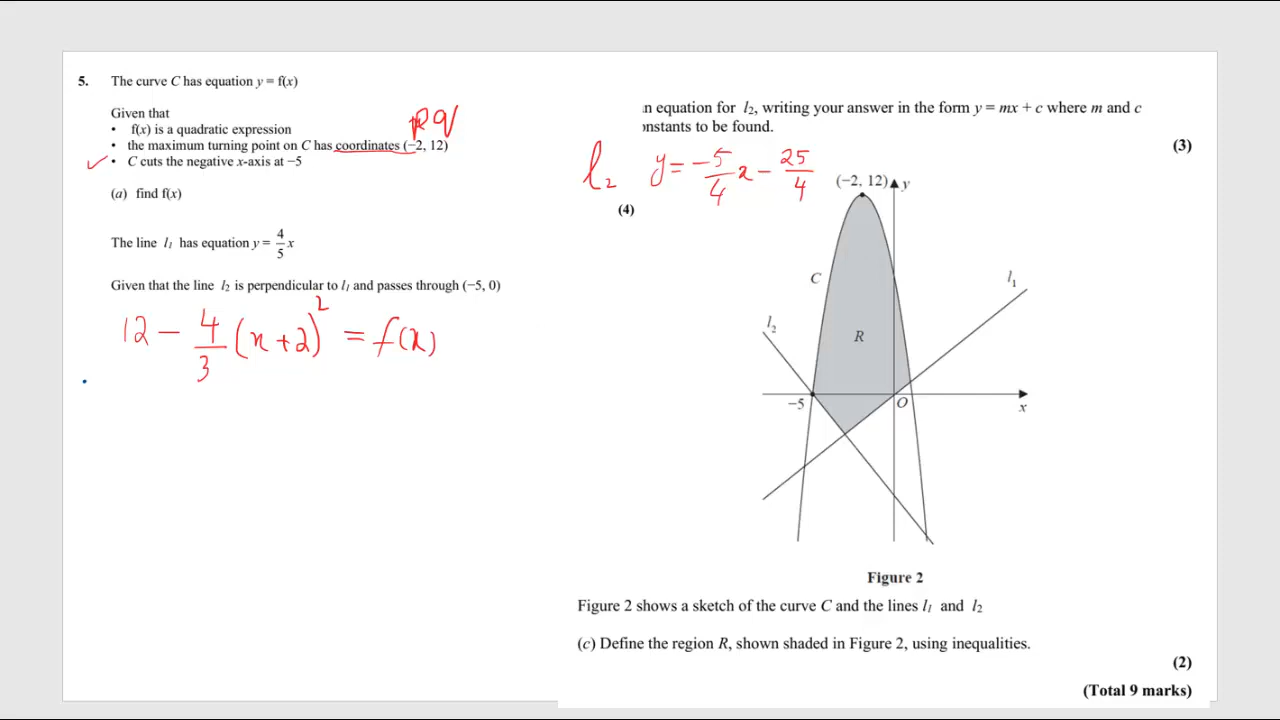 5. The curve C has equation y = f(x)
Given that
• f(x) is a quadratic expression
• the maximum turning point on C has coordinates (−2, 12)
• C cuts the negative x-axis at −5
(a) find f(x)
(4)
The line l₁ has equation y = 4/5 x
Given that the line l₂ is perpendicular to l₁ and passes through (−5, 0)
12 − 4/3 (x+2)² = f(x)
n equation for l₂, writing your answer in the form y = mx + c where m and c
onstants to be found.
(3)
l₂ y = −5/4 x − 25/4
(−2, 12)
y
C
l₁
l₂
R
−5
O
x
Figure 2
Figure 2 shows a sketch of the curve C and the lines l₁ and l₂
(c) Define the region R, shown shaded in Figure 2, using inequalities.
(2)
(Total 9 marks)